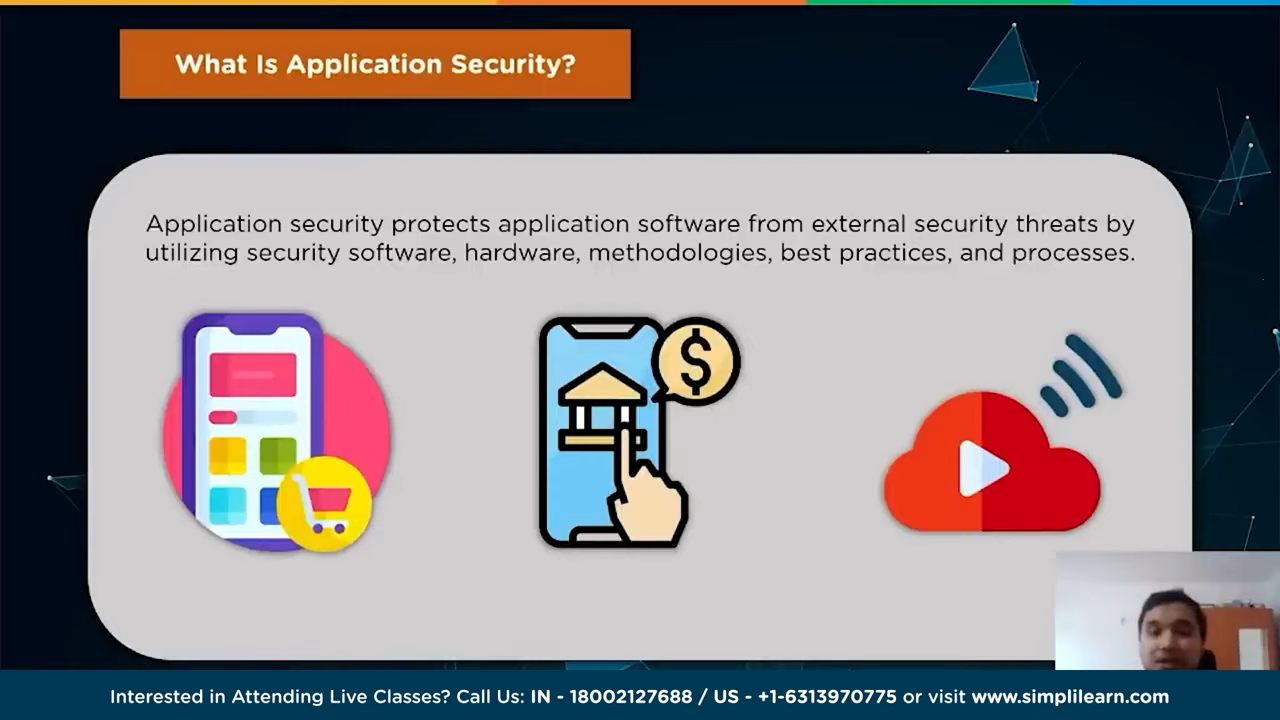 What Is Application Security?
Application security protects application software from external security threats by
utilizing security software, hardware, methodologies, best practices, and processes.
$
Interested in Attending Live Classes? Call Us: IN - 18002127688 / US - +1-6313970775 or visit www.simplilearn.com